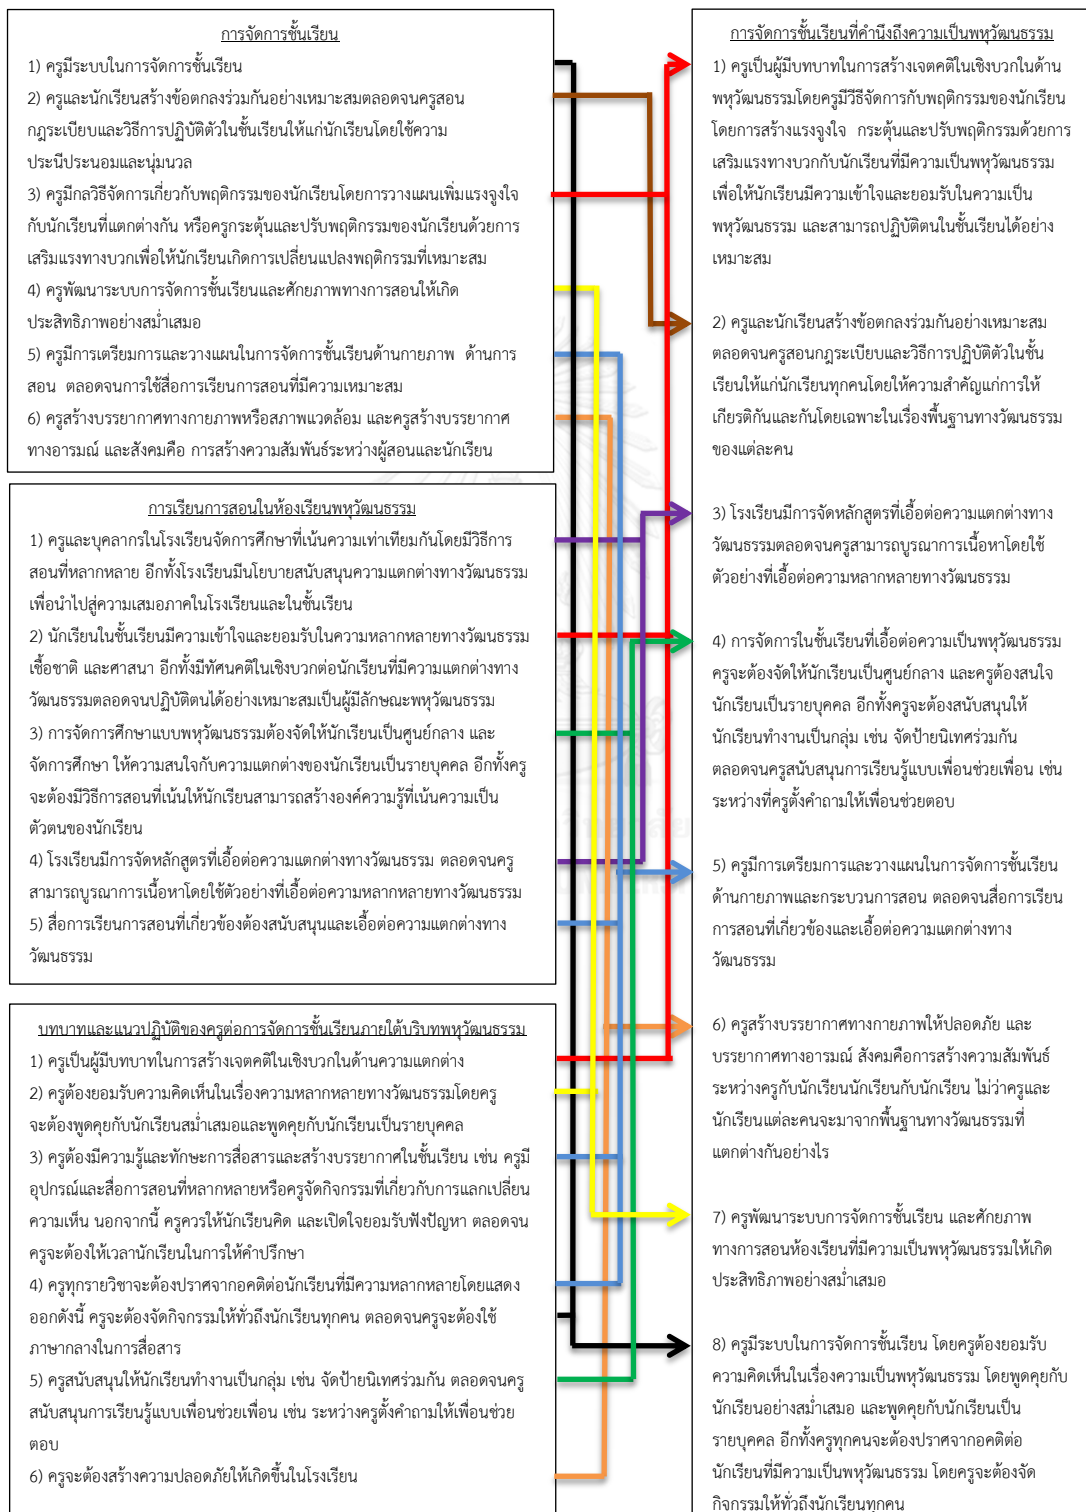 การจัดการชั้นเรียน
1) ครูมีระบบในการจัดการชั้นเรียน
2) ครูและนักเรียนสร้างข้อตกลงร่วมกันอย่างเหมาะสมตลอดจนครูสอน
กฎระเบียบและวิธีการปฏิบัติตัวในชั้นเรียนให้แก่นักเรียนโดยใช้ความ
ประนีประนอมและนุ่มนวล
3) ครูมีกลวิธีจัดการเกี่ยวกับพฤติกรรมของนักเรียนโดยการวางแผนเพิ่มแรงจูงใจ
กับนักเรียนที่แตกต่างกัน หรือครูกระตุ้นและปรับพฤติกรรมของนักเรียนด้วยการ
เสริมแรงทางบวกเพื่อให้นักเรียนเกิดการเปลี่ยนแปลงพฤติกรรมที่เหมาะสม
4) ครูพัฒนาระบบการจัดการชั้นเรียนและศักยภาพทางการสอนให้เกิด
ประสิทธิภาพอย่างสม่ำเสมอ
5) ครูมีการเตรียมการและวางแผนในการจัดการชั้นเรียนด้านกายภาพ ด้านการ
สอน ตลอดจนการใช้สื่อการเรียนการสอนที่มีความเหมาะสม
6) ครูสร้างบรรยากาศทางกายภาพหรือสภาพแวดล้อม และครูสร้างบรรยากาศ
ทางอารมณ์ และสังคมคือ การสร้างความสัมพันธ์ระหว่างผู้สอนและนักเรียน
การเรียนการสอนในห้องเรียนพหุวัฒนธรรม
1) ครูและบุคลากรในโรงเรียนจัดการศึกษาที่เน้นความเท่าเทียมกันโดยมีวิธีการ
สอนที่หลากหลาย อีกทั้งโรงเรียนมีนโยบายสนับสนุนความแตกต่างทางวัฒนธรรม
เพื่อนำไปสู่ความเสมอภาคในโรงเรียนและในชั้นเรียน
2) นักเรียนในชั้นเรียนมีความเข้าใจและยอมรับในความหลากหลายทางวัฒนธรรม
เชื้อชาติ และศาสนา อีกทั้งมีทัศนคติในเชิงบวกต่อนักเรียนที่มีความแตกต่างทาง
วัฒนธรรมตลอดจนปฏิบัติตนได้อย่างเหมาะสมเป็นผู้มีลักษณะพหุวัฒนธรรม
3) การจัดการศึกษาแบบพหุวัฒนธรรมต้องจัดให้นักเรียนเป็นศูนย์กลาง และ
จัดการศึกษา ให้ความสนใจกับความแตกต่างของนักเรียนเป็นรายบุคคล อีกทั้งครู
จะต้องมีวิธีการสอนที่เน้นให้นักเรียนสามารถสร้างองค์ความรู้ที่เน้นความเป็น
ตัวตนของนักเรียน
4) โรงเรียนมีการจัดหลักสูตรที่เอื้อต่อความแตกต่างทางวัฒนธรรม ตลอดจนครู
สามารถบูรณาการเนื้อหาโดยใช้ตัวอย่างที่เอื้อต่อความหลากหลายทางวัฒนธรรม
5) สื่อการเรียนการสอนที่เกี่ยวข้องต้องสนับสนุนและเอื้อต่อความแตกต่างทาง
วัฒนธรรม
บทบาทและแนวปฏิบัติของครูต่อการจัดการชั้นเรียนภายใต้บริบทพหุวัฒนธรรม
1) ครูเป็นผู้มีบทบาทในการสร้างเจตคติในเชิงบวกในด้านความแตกต่าง
2) ครูต้องยอมรับความคิดเห็นในเรื่องความหลากหลายทางวัฒนธรรมโดยครู
จะต้องพูดคุยกับนักเรียนสม่ำเสมอและพูดคุยกับนักเรียนเป็นรายบุคคล
3) ครูต้องมีความรู้และทักษะการสื่อสารและสร้างบรรยากาศในชั้นเรียน เช่น ครูมี
อุปกรณ์และสื่อการสอนที่หลากหลายหรือครูจัดกิจกรรมที่เกี่ยวกับการแลกเปลี่ยน
ความเห็น นอกจากนี้ ครูควรให้นักเรียนคิด และเปิดใจยอมรับฟังปัญหา ตลอดจน
ครูจะต้องให้เวลานักเรียนในการให้คำปรึกษา
4) ครูทุกรายวิชาจะต้องปราศจากอคติต่อนักเรียนที่มีความหลากหลายโดยแสดง
ออกดังนี้ ครูจะต้องจัดกิจกรรมให้ทั่วถึงนักเรียนทุกคน ตลอดจนครูจะต้องใช้
ภาษากลางในการสื่อสาร
5) ครูสนับสนุนให้นักเรียนทำงานเป็นกลุ่ม เช่น จัดป้ายนิเทศร่วมกัน ตลอดจนครู
สนับสนุนการเรียนรู้แบบเพื่อนช่วยเพื่อน เช่น ระหว่างครูตั้งคำถามให้เพื่อนช่วย
ตอบ
6) ครูจะต้องสร้างความปลอดภัยให้เกิดขึ้นในโรงเรียน
การจัดการชั้นเรียนที่คำนึงถึงความเป็นพหุวัฒนธรรม
1) ครูเป็นผู้มีบทบาทในการสร้างเจตคติในเชิงบวกในด้าน
พหุวัฒนธรรมโดยครูมีวิธีจัดการกับพฤติกรรมของนักเรียน
โดยการสร้างแรงจูงใจ กระตุ้นและปรับพฤติกรรมด้วยการ
เสริมแรงทางบวกกับนักเรียนที่มีความเป็นพหุวัฒนธรรม
เพื่อให้นักเรียนมีความเข้าใจและยอมรับในความเป็น
พหุวัฒนธรรม และสามารถปฏิบัติตนในชั้นเรียนได้อย่าง
เหมาะสม
2) ครูและนักเรียนสร้างข้อตกลงร่วมกันอย่างเหมาะสม
ตลอดจนครูสอนกฎระเบียบและวิธีการปฏิบัติตัวในชั้น
เรียนให้แก่นักเรียนทุกคนโดยให้ความสำคัญแก่การให้
เกียรติกันและกันโดยเฉพาะในเรื่องพื้นฐานทางวัฒนธรรม
ของแต่ละคน
3) โรงเรียนมีการจัดหลักสูตรที่เอื้อต่อความแตกต่างทาง
วัฒนธรรมตลอดจนครูสามารถบูรณาการเนื้อหาโดยใช้
ตัวอย่างที่เอื้อต่อความหลากหลายทางวัฒนธรรม
4) การจัดการในชั้นเรียนที่เอื้อต่อความเป็นพหุวัฒนธรรม
ครูจะต้องจัดให้นักเรียนเป็นศูนย์กลาง และครูต้องสนใจ
นักเรียนเป็นรายบุคคล อีกทั้งครูจะต้องสนับสนุนให้
นักเรียนทำงานเป็นกลุ่ม เช่น จัดป้ายนิเทศร่วมกัน
ตลอดจนครูสนับสนุนการเรียนรู้แบบเพื่อนช่วยเพื่อน เช่น
ระหว่างที่ครูตั้งคำถามให้เพื่อนช่วยตอบ
5) ครูมีการเตรียมการและวางแผนในการจัดการชั้นเรียน
ด้านกายภาพและกระบวนการสอน ตลอดจนสื่อการเรียน
การสอนที่เกี่ยวข้องและเอื้อต่อความแตกต่างทาง
วัฒนธรรม
6) ครูสร้างบรรยากาศทางกายภาพให้ปลอดภัย และ
บรรยากาศทางอารมณ์ สังคมคือการสร้างความสัมพันธ์
ระหว่างครูกับนักเรียนนักเรียนกับนักเรียน ไม่ว่าครูและ
นักเรียนแต่ละคนจะมาจากพื้นฐานทางวัฒนธรรมที่
แตกต่างกันอย่างไร
7) ครูพัฒนาระบบการจัดการชั้นเรียน และศักยภาพ
ทางการสอนห้องเรียนที่มีความเป็นพหุวัฒนธรรมให้เกิด
ประสิทธิภาพอย่างสม่ำเสมอ
8) ครูมีระบบในการจัดการชั้นเรียน โดยครูต้องยอมรับ
ความคิดเห็นในเรื่องความเป็นพหุวัฒนธรรม โดยพูดคุยกับ
นักเรียนอย่างสม่ำเสมอ และพูดคุยกับนักเรียนเป็น
รายบุคคล อีกทั้งครูทุกคนจะต้องปราศจากอคติต่อ
นักเรียนที่มีความเป็นพหุวัฒนธรรม โดยครูจะต้องจัด
กิจกรรมให้ทั่วถึงนักเรียนทุกคน